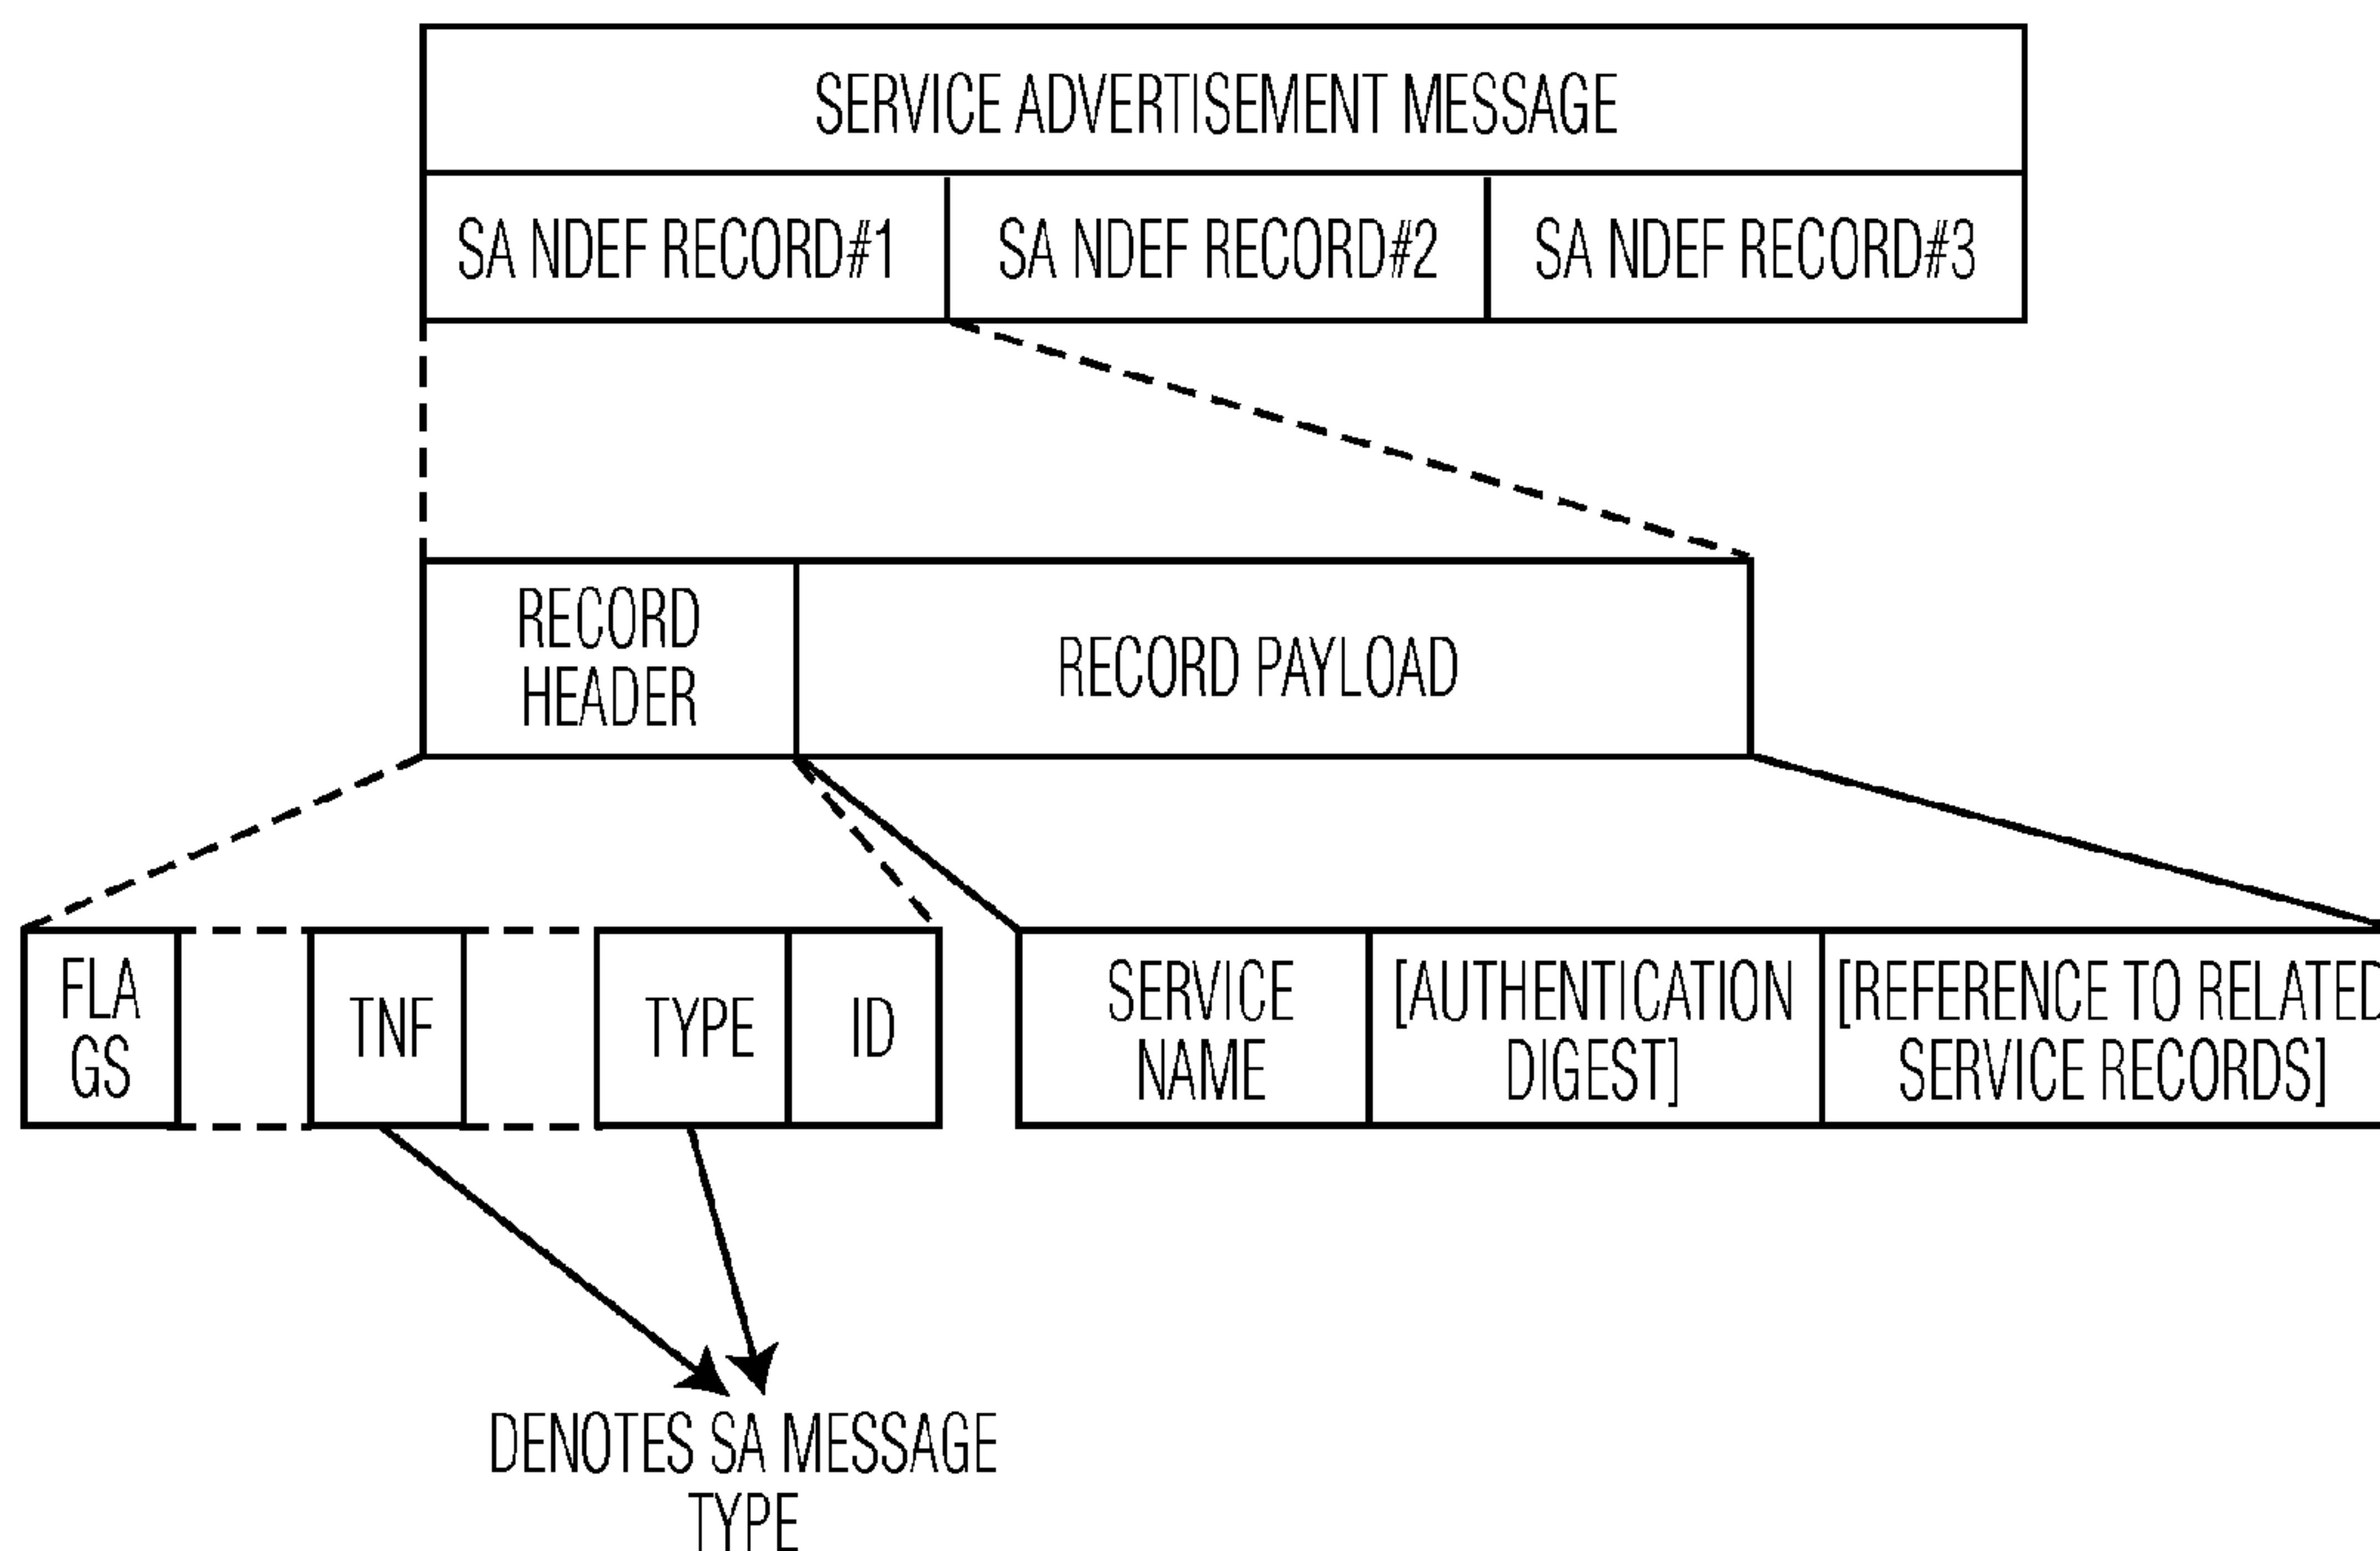 SERVICE ADVERTISEMENT MESSAGE
SA NDEF RECORD#1
SA NDEF RECORD#2
SA NDEF RECORD#3
RECORD
HEADER
RECORD PAYLOAD
FLA
GS
TNF
TYPE
ID
SERVICE
NAME
[AUTHENTICATION
DIGEST]
[REFERENCE TO RELATED
SERVICE RECORDS]
DENOTES SA MESSAGE
TYPE